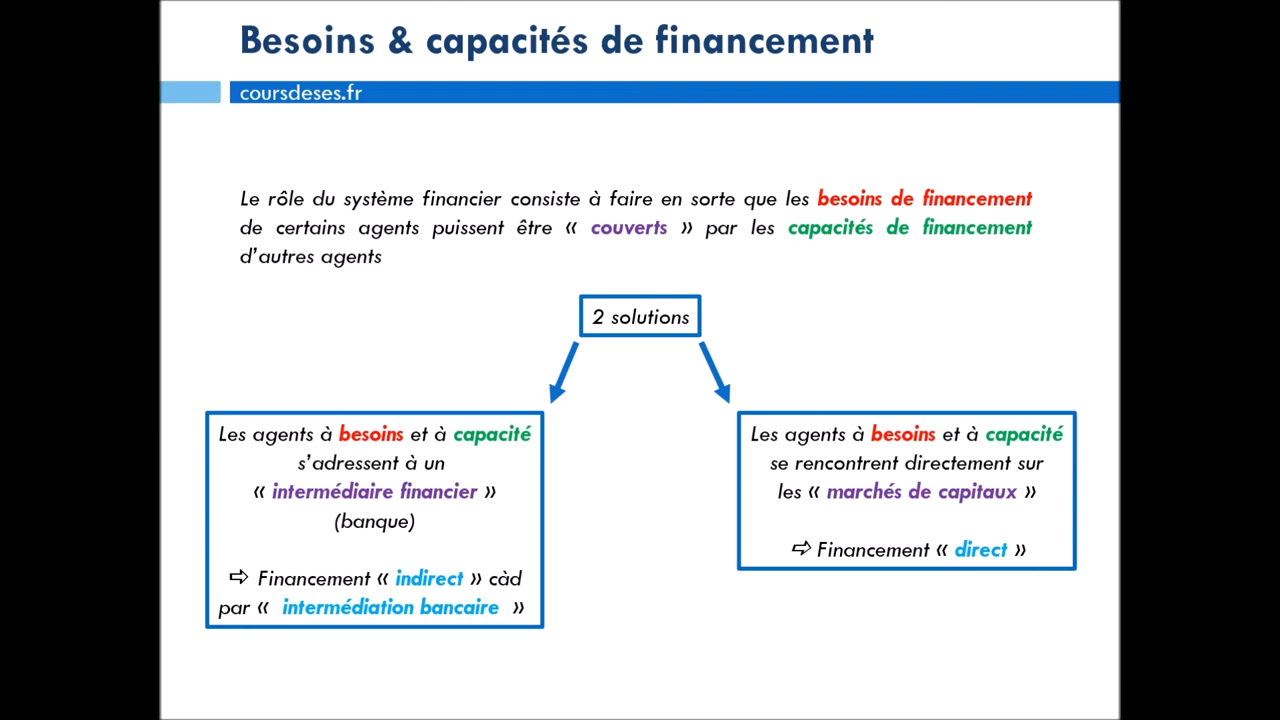 Besoins & capacités de financement
coursdeses.fr
Le rôle du système financier consiste à faire en sorte que les besoins de financement
de certains agents puissent être « couverts » par les capacités de financement
d’autres agents
2 solutions
Les agents à besoins et à capacité
s’adressent à un
« intermédiaire financier »
(banque)
⇨ Financement « indirect » càd
par « intermédiation bancaire »
Les agents à besoins et à capacité
se rencontrent directement sur
les « marchés de capitaux »
⇨ Financement « direct »